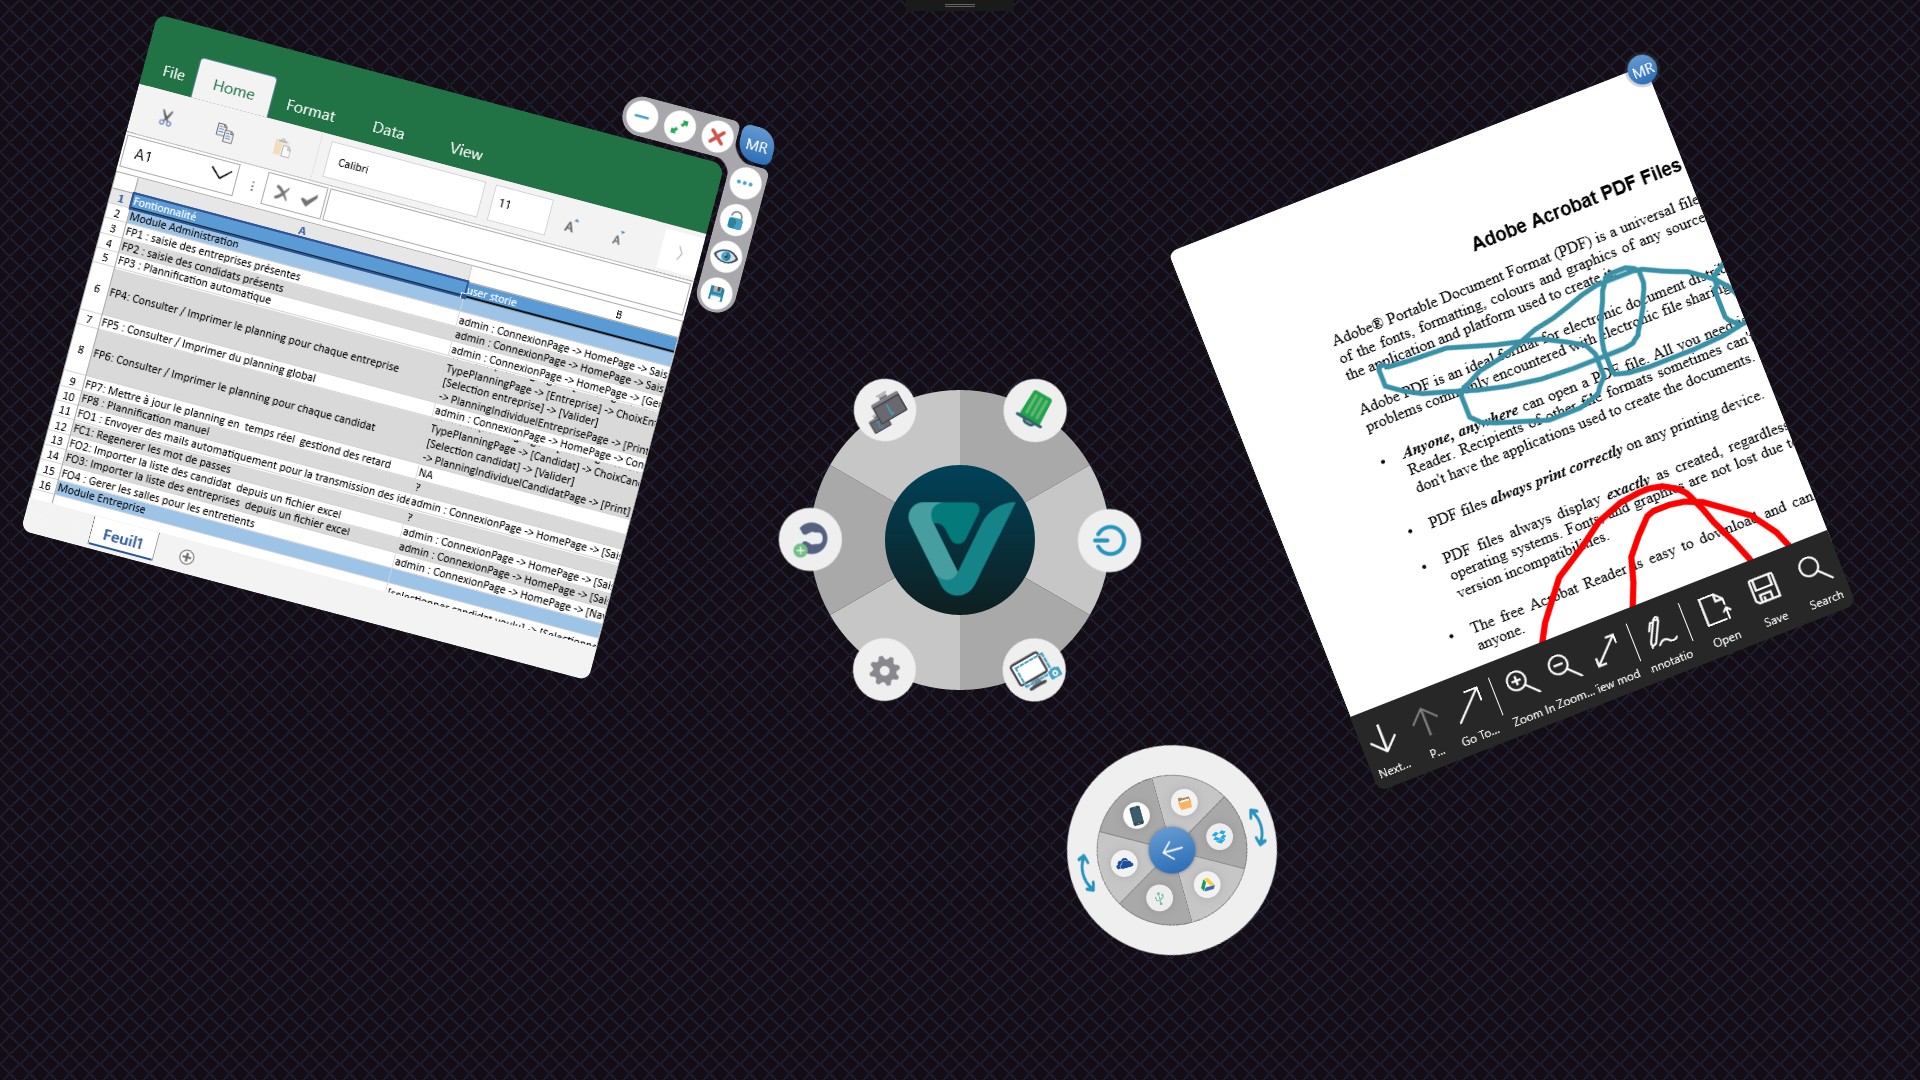 File
Home
Format
Data
View
MR
Calibri
11
A
A
A1
A
B
1 Fontionnalité
user storie
2 Module Administration
3 FP1 : saisie des entreprises présentes
admin : ConnexionPage -> HomePage -> Sais
4 FP2 : saisie des condidats présents
admin : ConnexionPage -> HomePage -> Sais
5 FP3 : Plannification automatique
admin : ConnexionPage -> HomePage -> [Ge
6 FP4: Consulter / Imprimer le planning pour chaque entreprise
TypePlanningPage -> [Entreprise] -> ChoixEn
[Selection entreprise] -> [Valider]
-> PlanningIndividuelEntreprisePage -> [Print
7 FP5 : Consulter / Imprimer du planning global
admin : ConnexionPage -> HomePage -> Con
8 FP6: Consulter / Imprimer le planning pour chaque candidat
TypePlanningPage -> [Candidat] -> ChoixCan
[Selection candidat] -> [Valider]
-> PlanningIndividuelCandidatPage -> [Print]
9 FP7: Mettre à jour le planning en temps réel gestiond des retard
NA
10 FP8 : Plannification manuel
?
11 FO1 : Envoyer des mails automatiquement pour la transmission des ide
admin : ConnexionPage -> HomePage -> [Sai
12 FC1: Regenerer les mot de passes
?
13 FO2: Importer la liste des candidat depuis un fichier excel
admin : ConnexionPage -> HomePage -> [Sai
14 FO3: Importer la liste des entreprises depuis un fichier excel
admin : ConnexionPage -> HomePage -> [Sai
15 FO4 : Gerer les salles pour les entretients
admin : ConnexionPage -> HomePage -> [Na
16 Module Entreprise
Feuil1
MR
Adobe Acrobat PDF Files
Adobe® Portable Document Format (PDF) is a universal file
of the fonts, formatting, colours and graphics of any source
the application and platform used to create
Adobe PDF is an ideal format for electronic document distri
problems commonly encountered with electronic file sharing
• Anyone, anywhere can open a PDF file. All you need is
Reader. Recipients of other file formats sometimes can
don't have the applications used to create the documents.
• PDF files always print correctly on any printing device.
• PDF files always display exactly as created, regardless
operating systems. Fonts, and graphics are not lost due t
version incompatibilities.
• The free Acrobat Reader is easy to download and can
anyone.
Next...
P...
Go To...
Zoom In
Zoom...
iew mod
nnotatio
Open
Save
Search